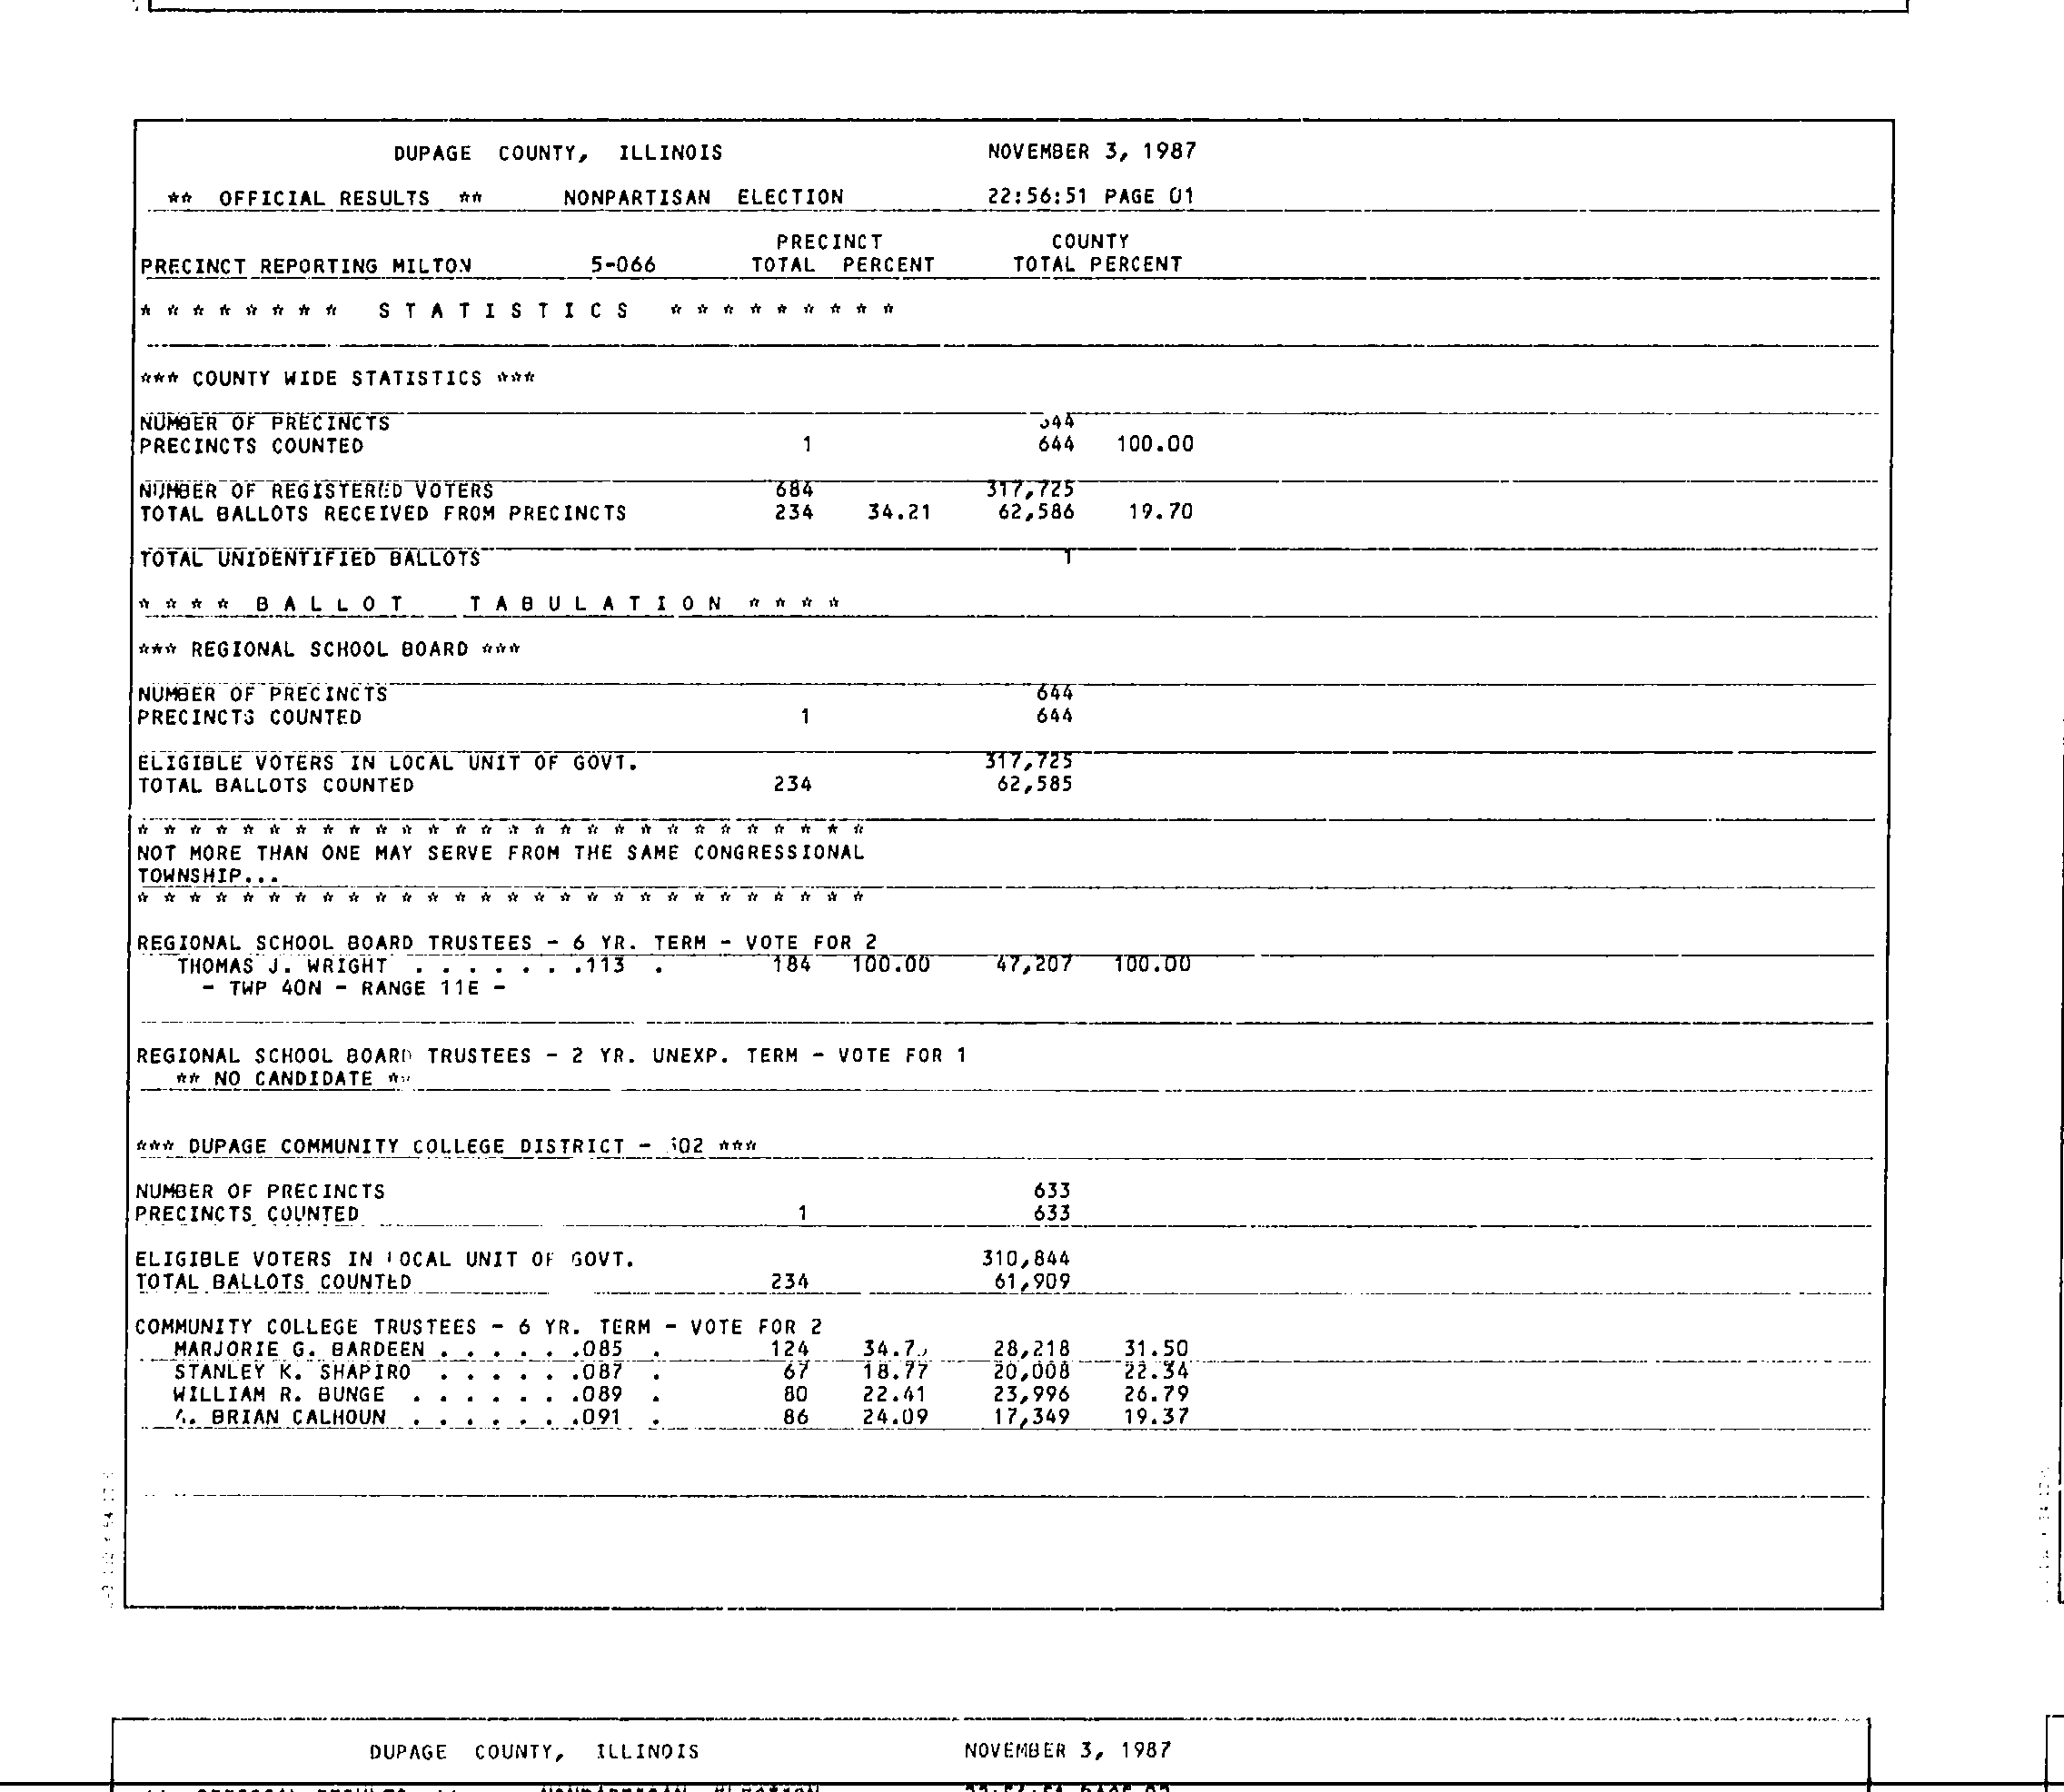 DUPAGE COUNTY, ILLINOIS NOVEMBER 3, 1987
** OFFICIAL RESULTS ** NONPARTISAN ELECTION 22:56:51 PAGE 01
PRECINCT COUNTY
PRECINCT REPORTING MILTON 5-066 TOTAL PERCENT TOTAL PERCENT
* * * * * * * * S T A T I S T I C S * * * * * * * * *
*** COUNTY WIDE STATISTICS ***
NUMBER OF PRECINCTS 644
PRECINCTS COUNTED 1 644 100.00
NUMBER OF REGISTERED VOTERS 684 317,725
TOTAL BALLOTS RECEIVED FROM PRECINCTS 234 34.21 62,586 19.70
TOTAL UNIDENTIFIED BALLOTS 1
* * * * B A L L O T T A B U L A T I O N * * * *
*** REGIONAL SCHOOL BOARD ***
NUMBER OF PRECINCTS 644
PRECINCTS COUNTED 1 644
ELIGIBLE VOTERS IN LOCAL UNIT OF GOVT. 317,725
TOTAL BALLOTS COUNTED 234 62,585
* * * * * * * * * * * * * * * * * * * * * * * * * * * *
NOT MORE THAN ONE MAY SERVE FROM THE SAME CONGRESSIONAL
TOWNSHIP...
* * * * * * * * * * * * * * * * * * * * * * * * * * * *
REGIONAL SCHOOL BOARD TRUSTEES - 6 YR. TERM - VOTE FOR 2
THOMAS J. WRIGHT . . . . . . .113 . 184 100.00 47,207 100.00
- TWP 40N - RANGE 11E -
REGIONAL SCHOOL BOARD TRUSTEES - 2 YR. UNEXP. TERM - VOTE FOR 1
** NO CANDIDATE **
*** DUPAGE COMMUNITY COLLEGE DISTRICT - 502 ***
NUMBER OF PRECINCTS 633
PRECINCTS COUNTED 1 633
ELIGIBLE VOTERS IN LOCAL UNIT OF GOVT. 310,844
TOTAL BALLOTS COUNTED 234 61,909
COMMUNITY COLLEGE TRUSTEES - 6 YR. TERM - VOTE FOR 2
MARJORIE G. BARDEEN . . . . . .085 . 124 28,218 31.50
STANLEY K. SHAPIRO . . . . . .087 . 67 18.77 20,008 22.34
WILLIAM R. BUNGE . . . . . . .089 . 80 22.41 23,996 26.79
BRIAN CALHOUN . . . . . . .091 . 86 24.09 17,349 19.37
DUPAGE COUNTY, ILLINOIS NOVEMBER 3, 1987